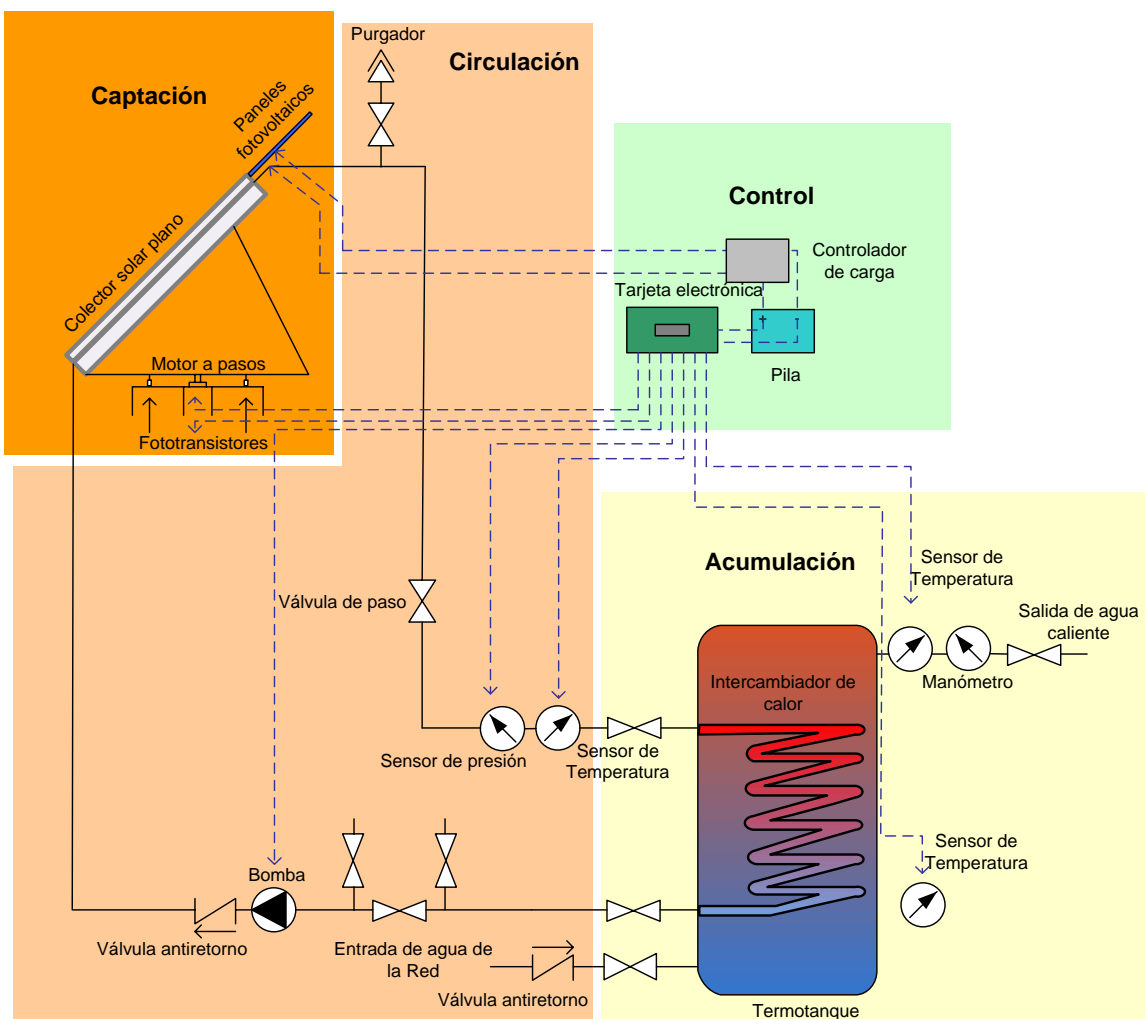 Purgador
Circulación
Captación
Paneles
fotovoltaicos
Colector solar plano
Motor a pasos
Fototransistores
Control
Controlador
de carga
Tarjeta electrónica
+
-
Pila
Acumulación
Sensor de
Temperatura
Salida de agua
caliente
Manómetro
Válvula de paso
Intercambiador de
calor
Sensor de presión
Sensor de
Temperatura
Sensor de
Temperatura
Bomba
Válvula antiretorno
Entrada de agua de
la Red
Válvula antiretorno
Termotanque